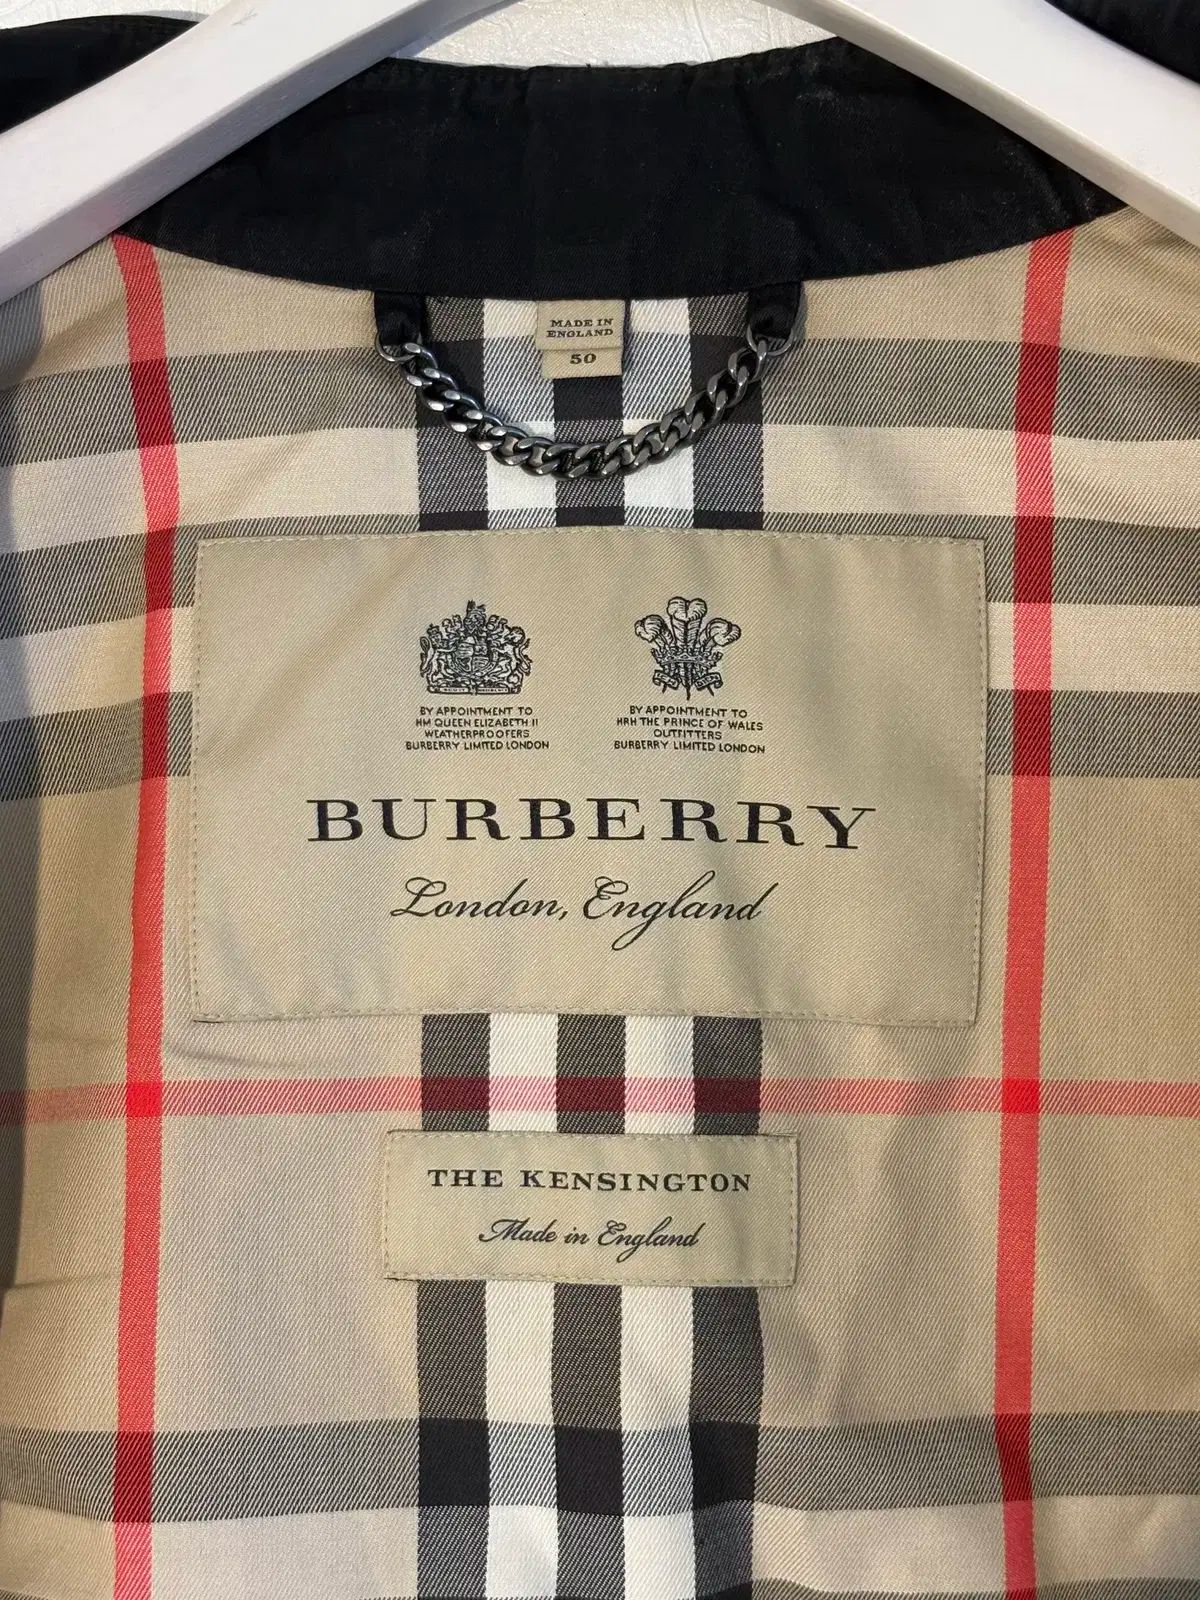 MADE IN
ENGLAND
50
BY APPOINTMENT TO
HM QUEEN ELIZABETH II
WEATHERPROOFERS
BURBERRY LIMITED LONDON
BY APPOINTMENT TO
HRH THE PRINCE OF WALES
OUTFITTERS
BURBERRY LIMITED LONDON
BURBERRY
London, England
THE KENSINGTON
Made in England